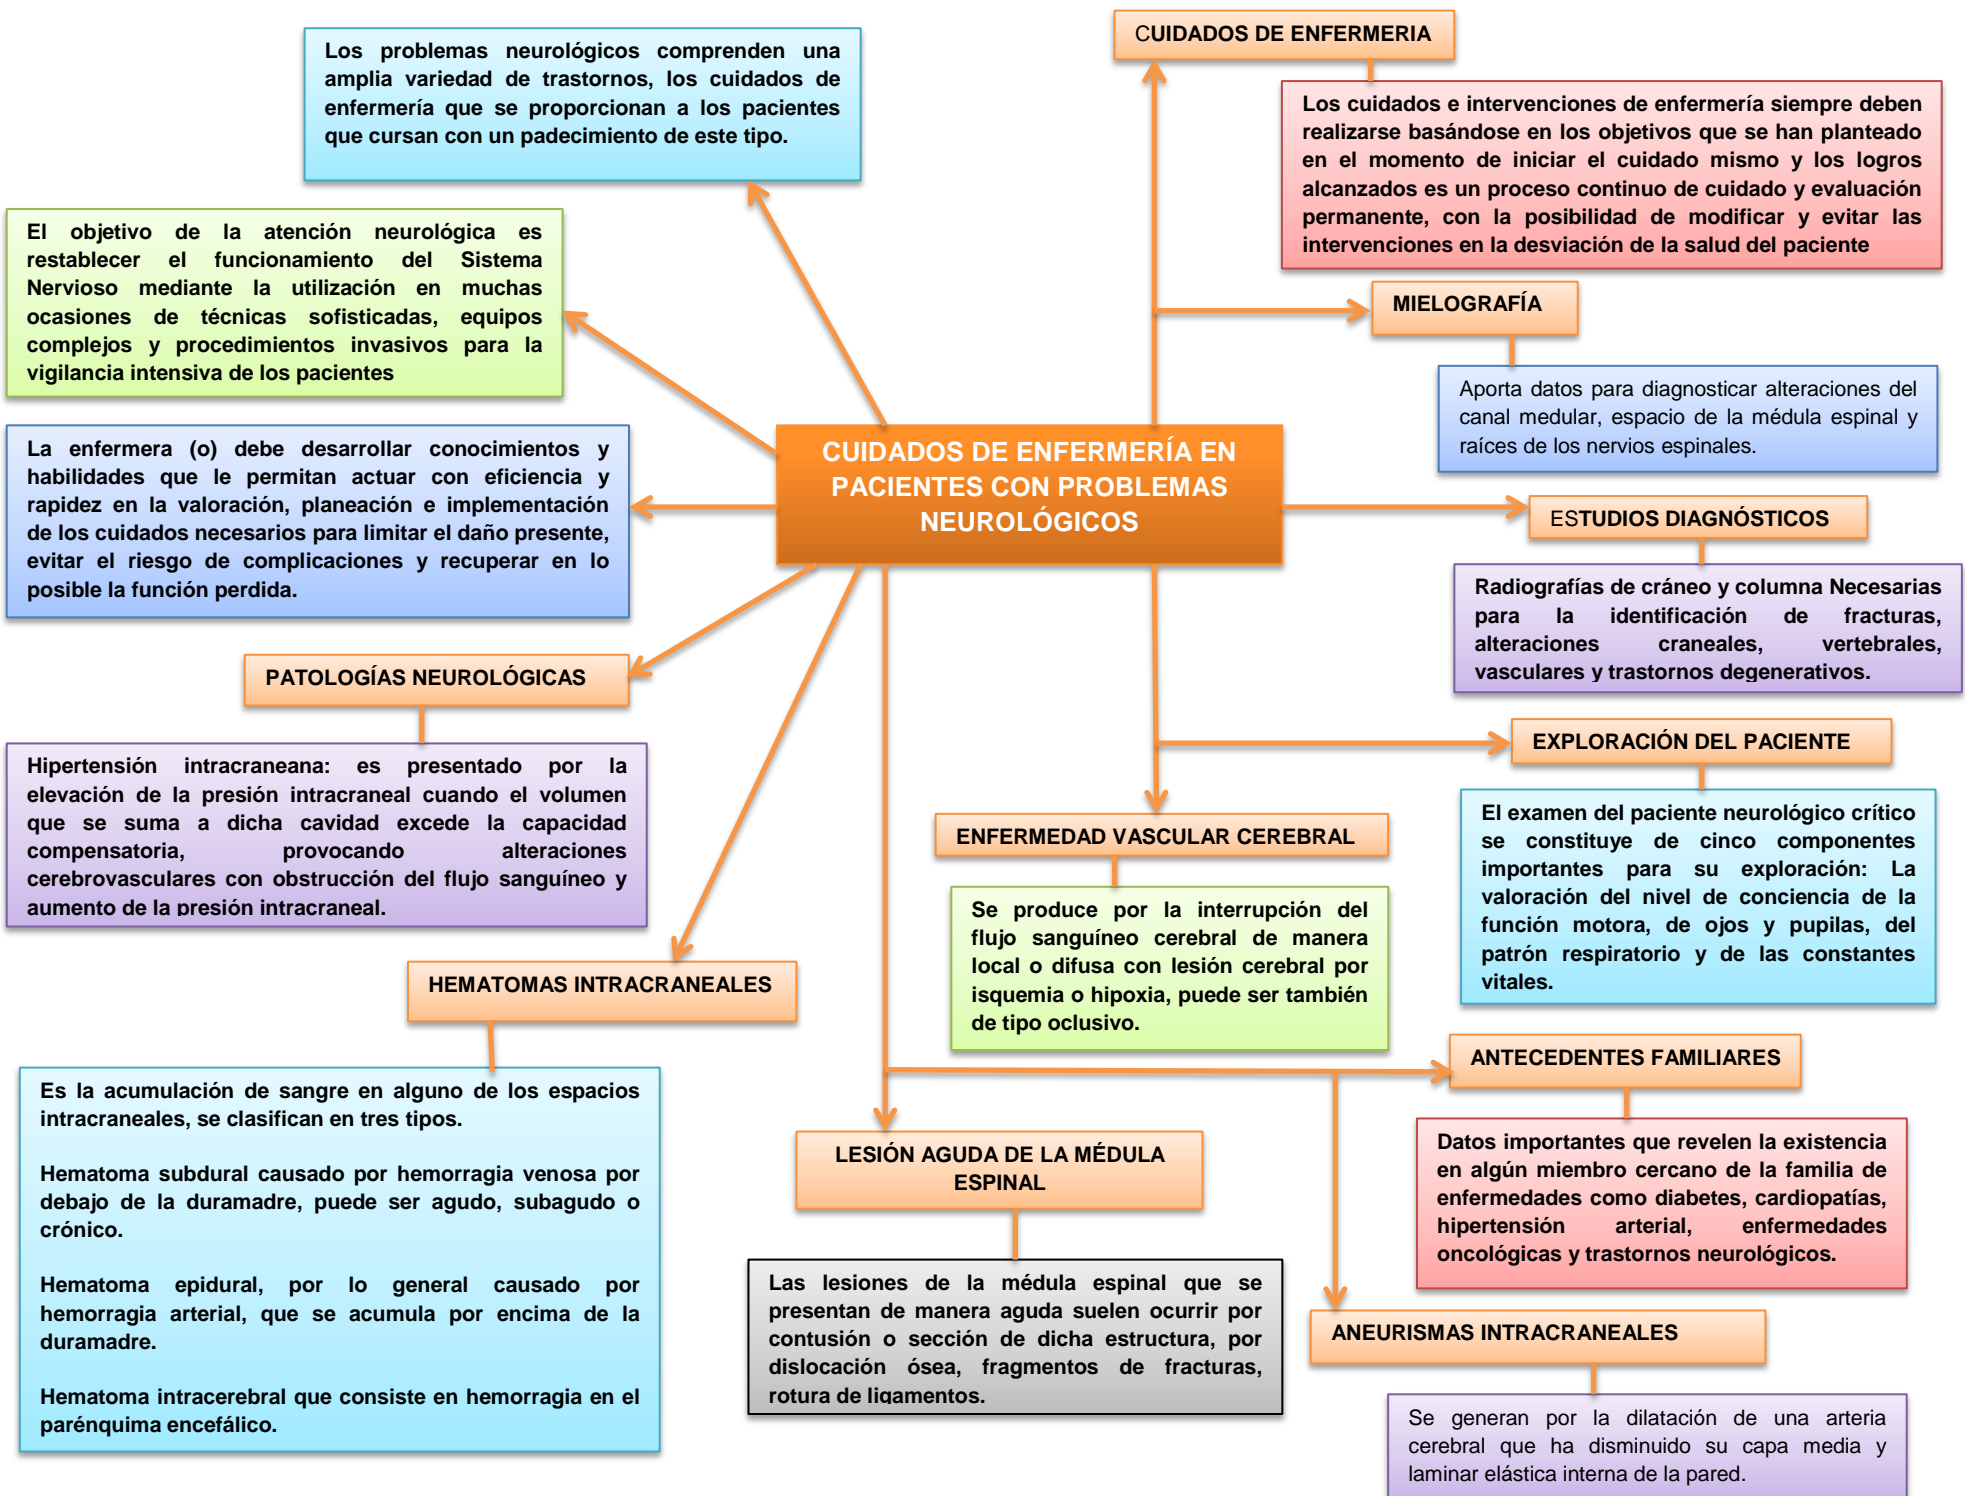 CUIDADOS DE ENFERMERIA
Los problemas neurológicos comprenden una
amplia variedad de trastornos, los cuidados de
enfermería que se proporcionan a los pacientes
que cursan con un padecimiento de este tipo.
Los cuidados e intervenciones de enfermería siempre deben
realizarse basándose en los objetivos que se han planteado
en el momento de iniciar el cuidado mismo y los logros
alcanzados es un proceso continuo de cuidado y evaluación
permanente, con la posibilidad de modificar y evitar las
intervenciones en la desviación de la salud del paciente
El objetivo de la atención neurológica es
restablecer el funcionamiento del Sistema
Nervioso mediante la utilización en muchas
ocasiones de técnicas sofisticadas, equipos
complejos y procedimientos invasivos para la
vigilancia intensiva de los pacientes
MIELOGRAFÍA
Aporta datos para diagnosticar alteraciones del
canal medular, espacio de la médula espinal y
raíces de los nervios espinales.
La enfermera (o) debe desarrollar conocimientos y
habilidades que le permitan actuar con eficiencia y
rapidez en la valoración, planeación e implementación
de los cuidados necesarios para limitar el daño presente,
evitar el riesgo de complicaciones y recuperar en lo
posible la función perdida.
CUIDADOS DE ENFERMERÍA EN
PACIENTES CON PROBLEMAS
NEUROLÓGICOS
ESTUDIOS DIAGNÓSTICOS
Radiografías de cráneo y columna Necesarias
para la identificación de fracturas,
alteraciones craneales, vertebrales,
vasculares y trastornos degenerativos.
PATOLOGÍAS NEUROLÓGICAS
Hipertensión intracraneana: es presentado por la
elevación de la presión intracraneal cuando el volumen
que se suma a dicha cavidad excede la capacidad
compensatoria, provocando alteraciones
cerebrovasculares con obstrucción del flujo sanguíneo y
aumento de la presión intracraneal.
EXPLORACIÓN DEL PACIENTE
El examen del paciente neurológico crítico
se constituye de cinco componentes
importantes para su exploración: La
valoración del nivel de conciencia de la
función motora, de ojos y pupilas, del
patrón respiratorio y de las constantes
vitales.
ENFERMEDAD VASCULAR CEREBRAL
Se produce por la interrupción del
flujo sanguíneo cerebral de manera
local o difusa con lesión cerebral por
isquemia o hipoxia, puede ser también
de tipo oclusivo.
HEMATOMAS INTRACRANEALES
Es la acumulación de sangre en alguno de los espacios
intracraneales, se clasifican en tres tipos.
Hematoma subdural causado por hemorragia venosa por
debajo de la duramadre, puede ser agudo, subagudo o
crónico.
Hematoma epidural, por lo general causado por
hemorragia arterial, que se acumula por encima de la
duramadre.
Hematoma intracerebral que consiste en hemorragia en el
parénquima encefálico.
ANTECEDENTES FAMILIARES
Datos importantes que revelen la existencia
en algún miembro cercano de la familia de
enfermedades como diabetes, cardiopatías,
hipertensión arterial, enfermedades
oncológicas y trastornos neurológicos.
LESIÓN AGUDA DE LA MÉDULA
ESPINAL
Las lesiones de la médula espinal que se
presentan de manera aguda suelen ocurrir por
contusión o sección de dicha estructura, por
dislocación ósea, fragmentos de fracturas,
rotura de ligamentos.
ANEURISMAS INTRACRANEALES
Se generan por la dilatación de una arteria
cerebral que ha disminuido su capa media y
laminar elástica interna de la pared.